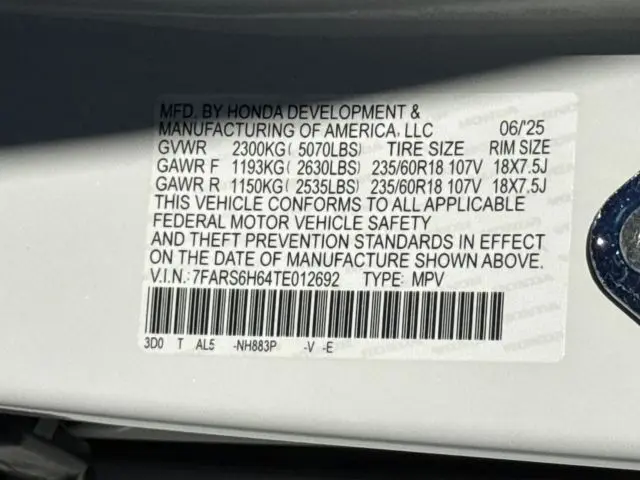 MFD. BY HONDA DEVELOPMENT &
MANUFACTURING OF AMERICA, LLC 06/'25
GVWR 2300KG( 5070LBS) TIRE SIZE RIM SIZE
GAWR F 1193KG( 2630LBS) 235/60R18 107V 18X7.5J
GAWR R 1150KG( 2535LBS) 235/60R18 107V 18X7.5J
THIS VEHICLE CONFORMS TO ALL APPLICABLE
FEDERAL MOTOR VEHICLE SAFETY
AND THEFT PREVENTION STANDARDS IN EFFECT
ON THE DATE OF MANUFACTURE SHOWN ABOVE.
V.I.N.:7FARS6H64TE012692 TYPE: MPV
3D0 T AL5 -NH883P -V -E